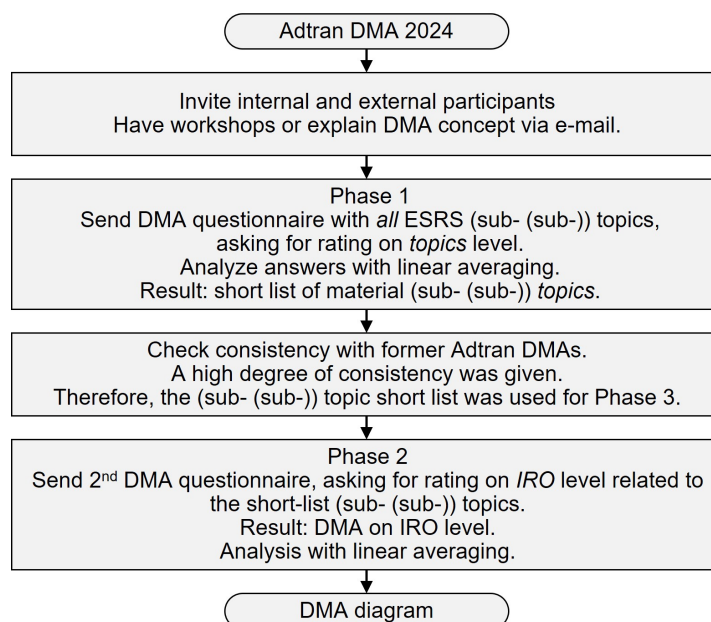 Adtran DMA 2024
Invite internal and external participants
Have workshops or explain DMA concept via e-mail.
Phase 1
Send DMA questionnaire with all ESRS (sub- (sub-)) topics,
asking for rating on topics level.
Analyze answers with linear averaging.
Result: short list of material (sub- (sub-)) topics.
Check consistency with former Adtran DMAs.
A high degree of consistency was given.
Therefore, the (sub- (sub-)) topic short list was used for Phase 3.
Phase 2
Send 2nd DMA questionnaire, asking for rating on IRO level related to
the short-list (sub- (sub-)) topics.
Result: DMA on IRO level.
Analysis with linear averaging.
DMA diagram